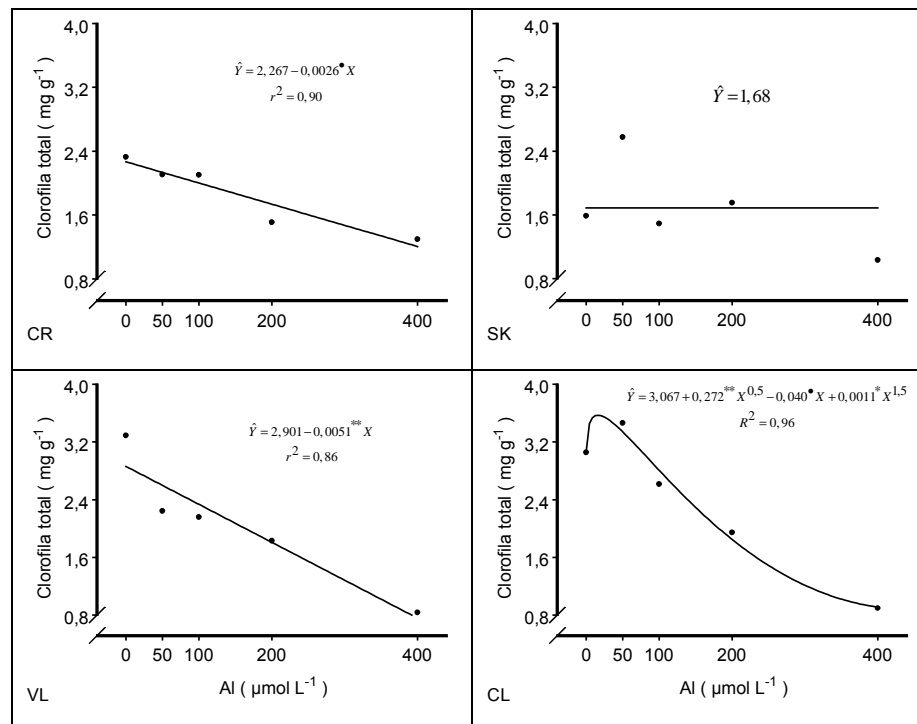 4,0
3,2
2,4
1,6
0,8
Clorofila total ( mg g⁻¹ )
Ŷ = 2,267 − 0,0026• X
r² = 0,90
0 50 100 200 400
CR
4,0
3,2
2,4
1,6
0,8
Clorofila total ( mg g⁻¹ )
Ŷ = 1,68
0 50 100 200 400
SK
4,0
3,2
2,4
1,6
0,8
Clorofila total ( mg g⁻¹ )
Ŷ = 2,901 − 0,0051** X
r² = 0,86
0 50 100 200 400
Al ( µmol L⁻¹ )
VL
4,0
3,2
2,4
1,6
0,8
Clorofila total ( mg g⁻¹ )
Ŷ = 3,067 + 0,272** X^0,5 − 0,040• X + 0,0011* X^1,5
R² = 0,96
0 50 100 200 400
Al ( µmol L⁻¹ )
CL